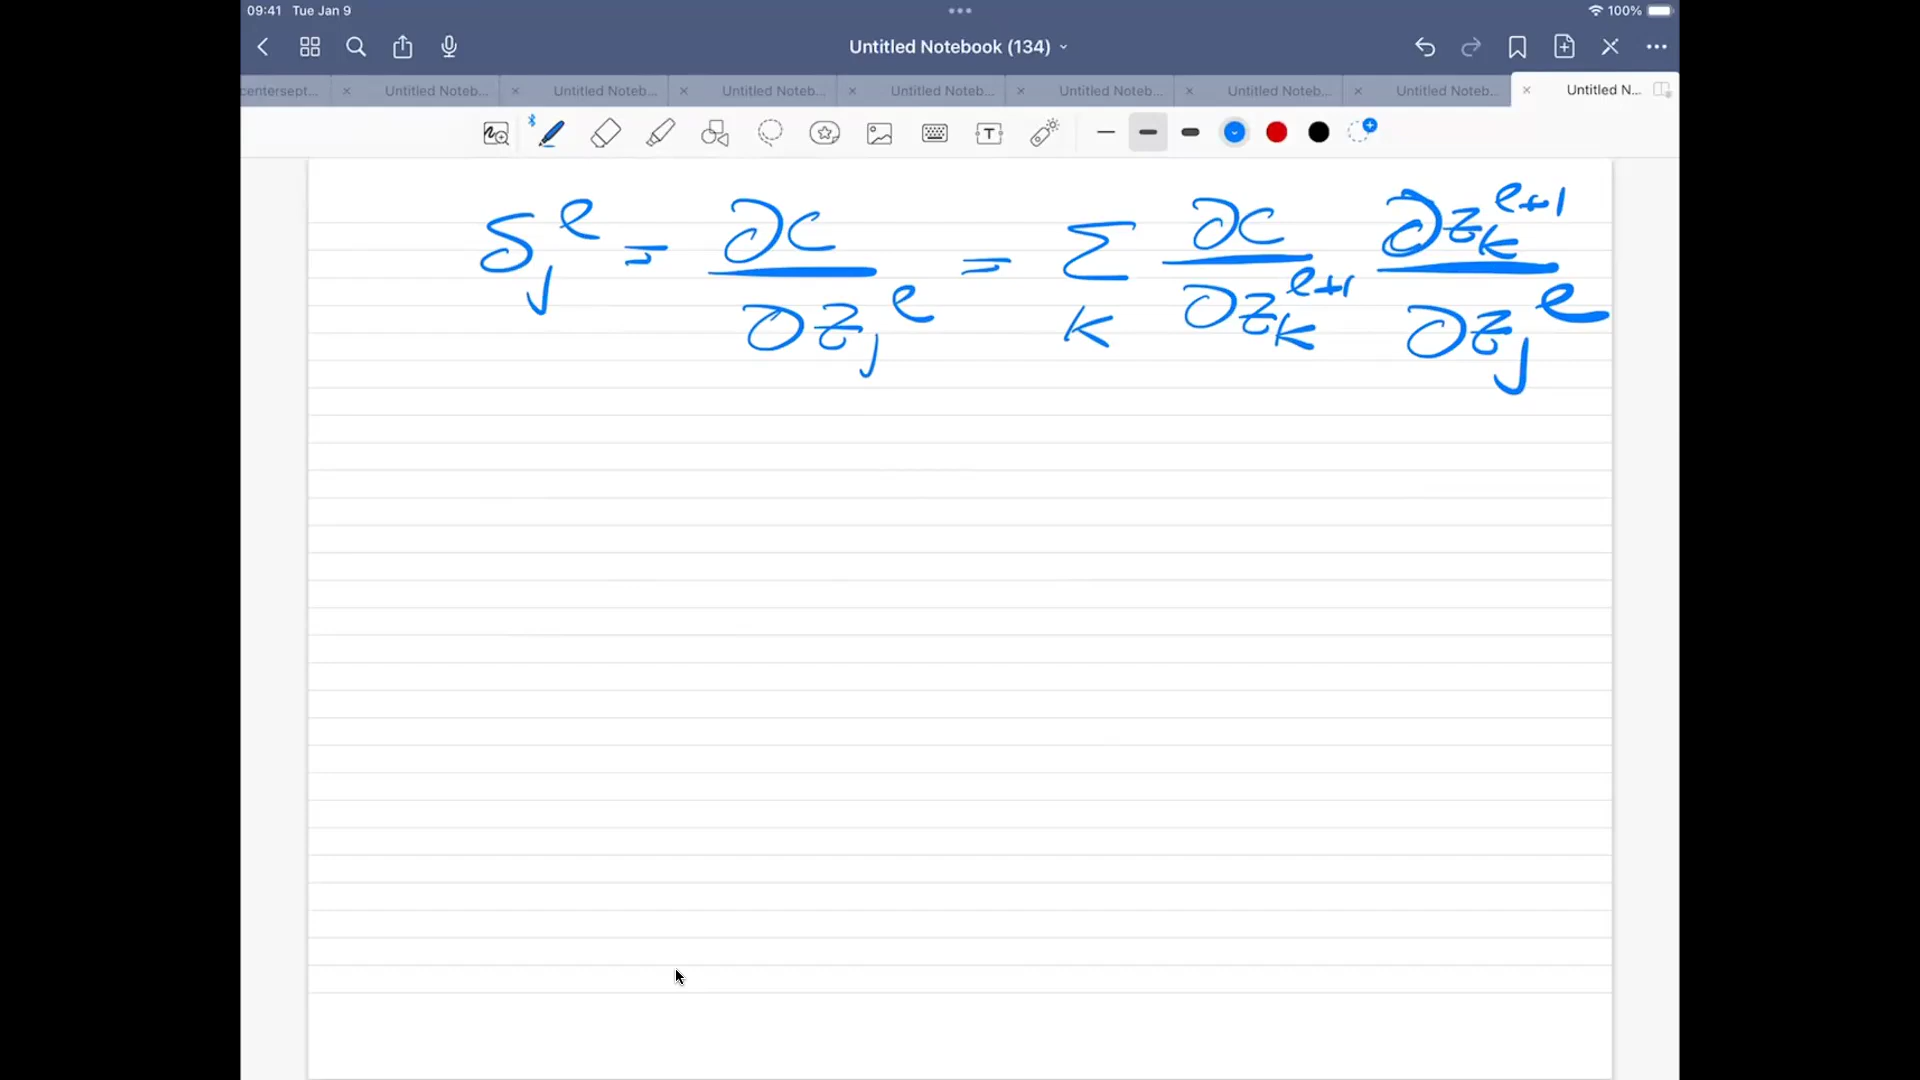 09:41 Tue Jan 9
100%
Untitled Notebook (134)
centersept... Untitled Noteb... Untitled Noteb... Untitled Noteb... Untitled Noteb... Untitled Noteb... Untitled Noteb... Untitled Noteb... Untitled N...
T
δ_j^l = ∂C/∂z_j^l = Σ_k ∂C/∂z_k^{l+1} ∂z_k^{l+1}/∂z_j^l